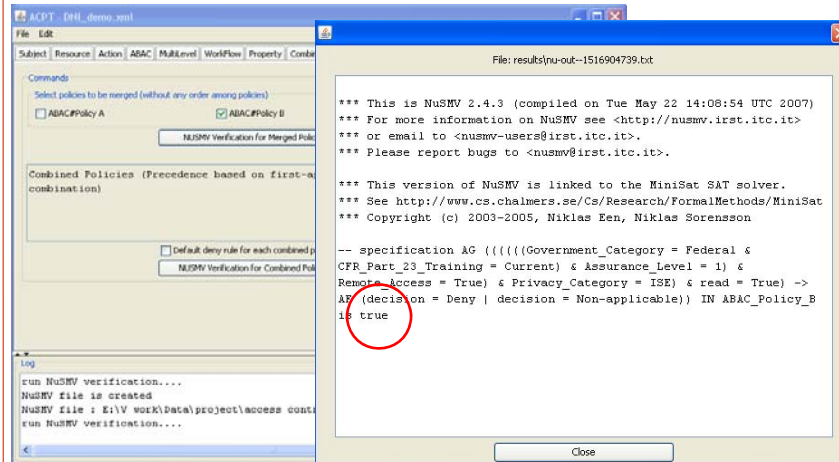 ACPT - DNI_demo.xml
File Edit
Subject Resource Action ABAC MultiLevel WorkFlow Property Combi
Commands
Select policies to be merged (without any order among policies)
ABAC#Policy A
ABAC#Policy B
NUSMV Verification for Merged Polic
Combined Policies (Precedence based on first-a
combination)
Default deny rule for each combined p
NUSMV Verification for Combined Poli
Log
run NuSMV verification....
NuSMV file is created
NuSMV file : E:\V work\Data\project\access contr
run NuSMV verification....
File: results\nu-out--1516904739.txt
*** This is NuSMV 2.4.3 (compiled on Tue May 22 14:08:54 UTC 2007)
*** For more information on NuSMV see <http://nusmv.irst.itc.it>
*** or email to <nusmv-users@irst.itc.it>.
*** Please report bugs to <nusmv@irst.itc.it>.
*** This version of NuSMV is linked to the MiniSat SAT solver.
*** See http://www.cs.chalmers.se/Cs/Research/FormalMethods/MiniSat
*** Copyright (c) 2003-2005, Niklas Een, Niklas Sorensson
-- specification AG ((((((Government_Category = Federal &
CFR_Part_23_Training = Current) & Assurance_Level = 1) &
Remote_Access = True) & Privacy_Category = ISE) & read = True) ->
AF (decision = Deny | decision = Non-applicable)) IN ABAC_Policy_B
is true
Close